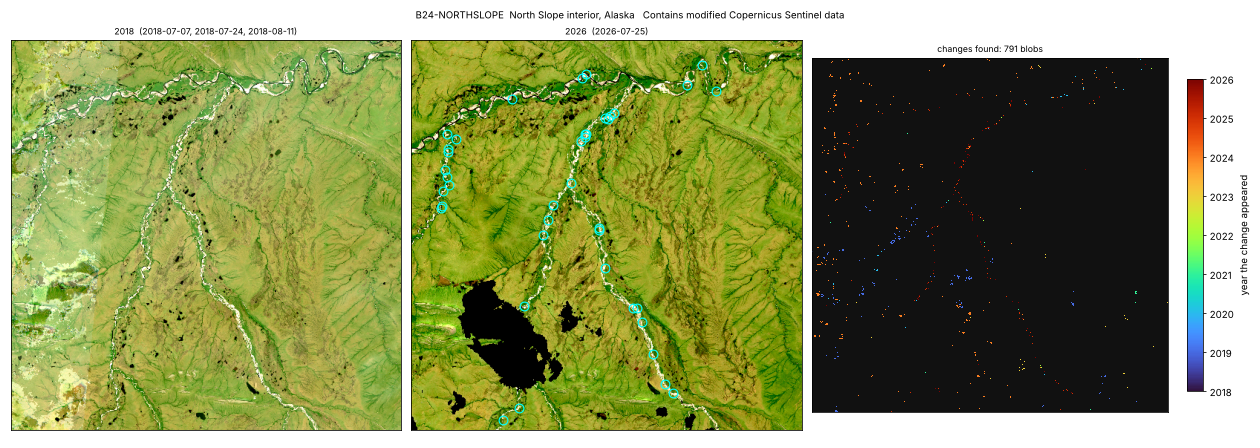 B24-NORTHSLOPE  North Slope interior, Alaska   Contains modified Copernicus Sentinel data
2018  (2018-07-07, 2018-07-24, 2018-08-11)
2026  (2026-07-25)
changes found: 791 blobs
2026
2025
2024
2023
2022
2021
2020
2019
2018
year the change appeared